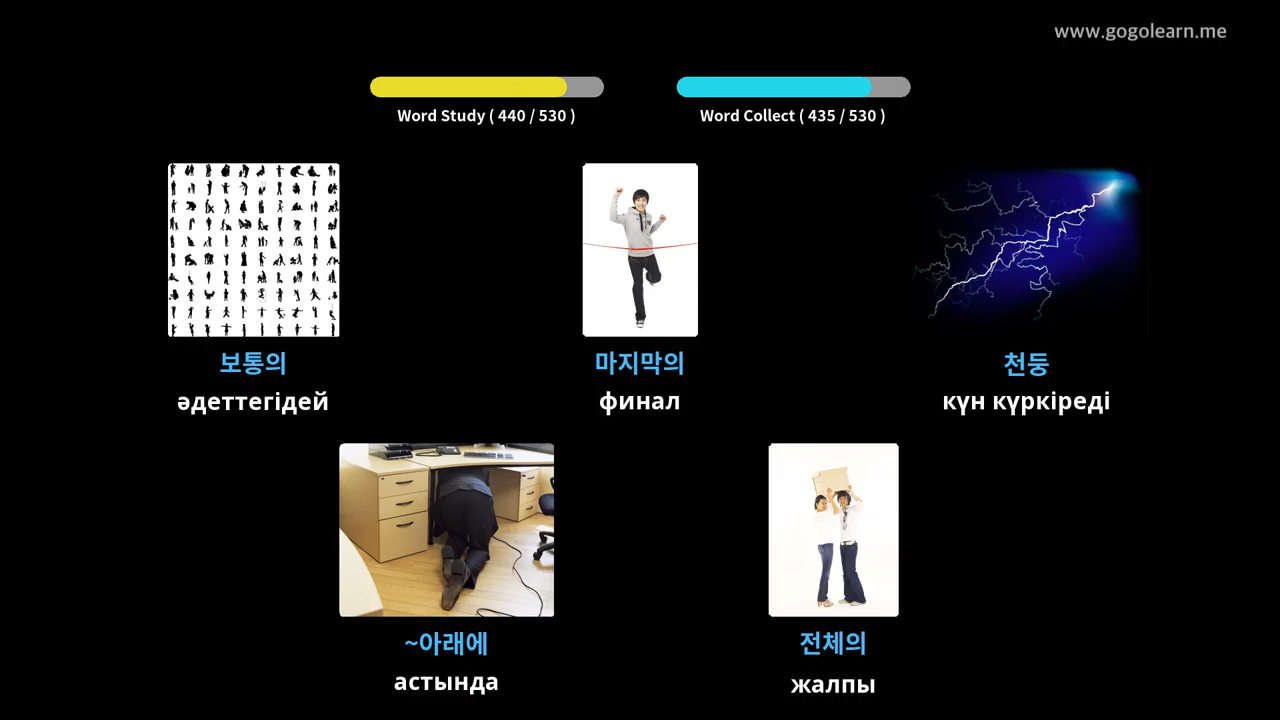 www.gogolearn.me
Word Study ( 440 / 530 )
Word Collect ( 435 / 530 )
보통의
әдеттегідей
마지막의
финал
천둥
күн күркіреді
~아래에
астында
전체의
жалпы